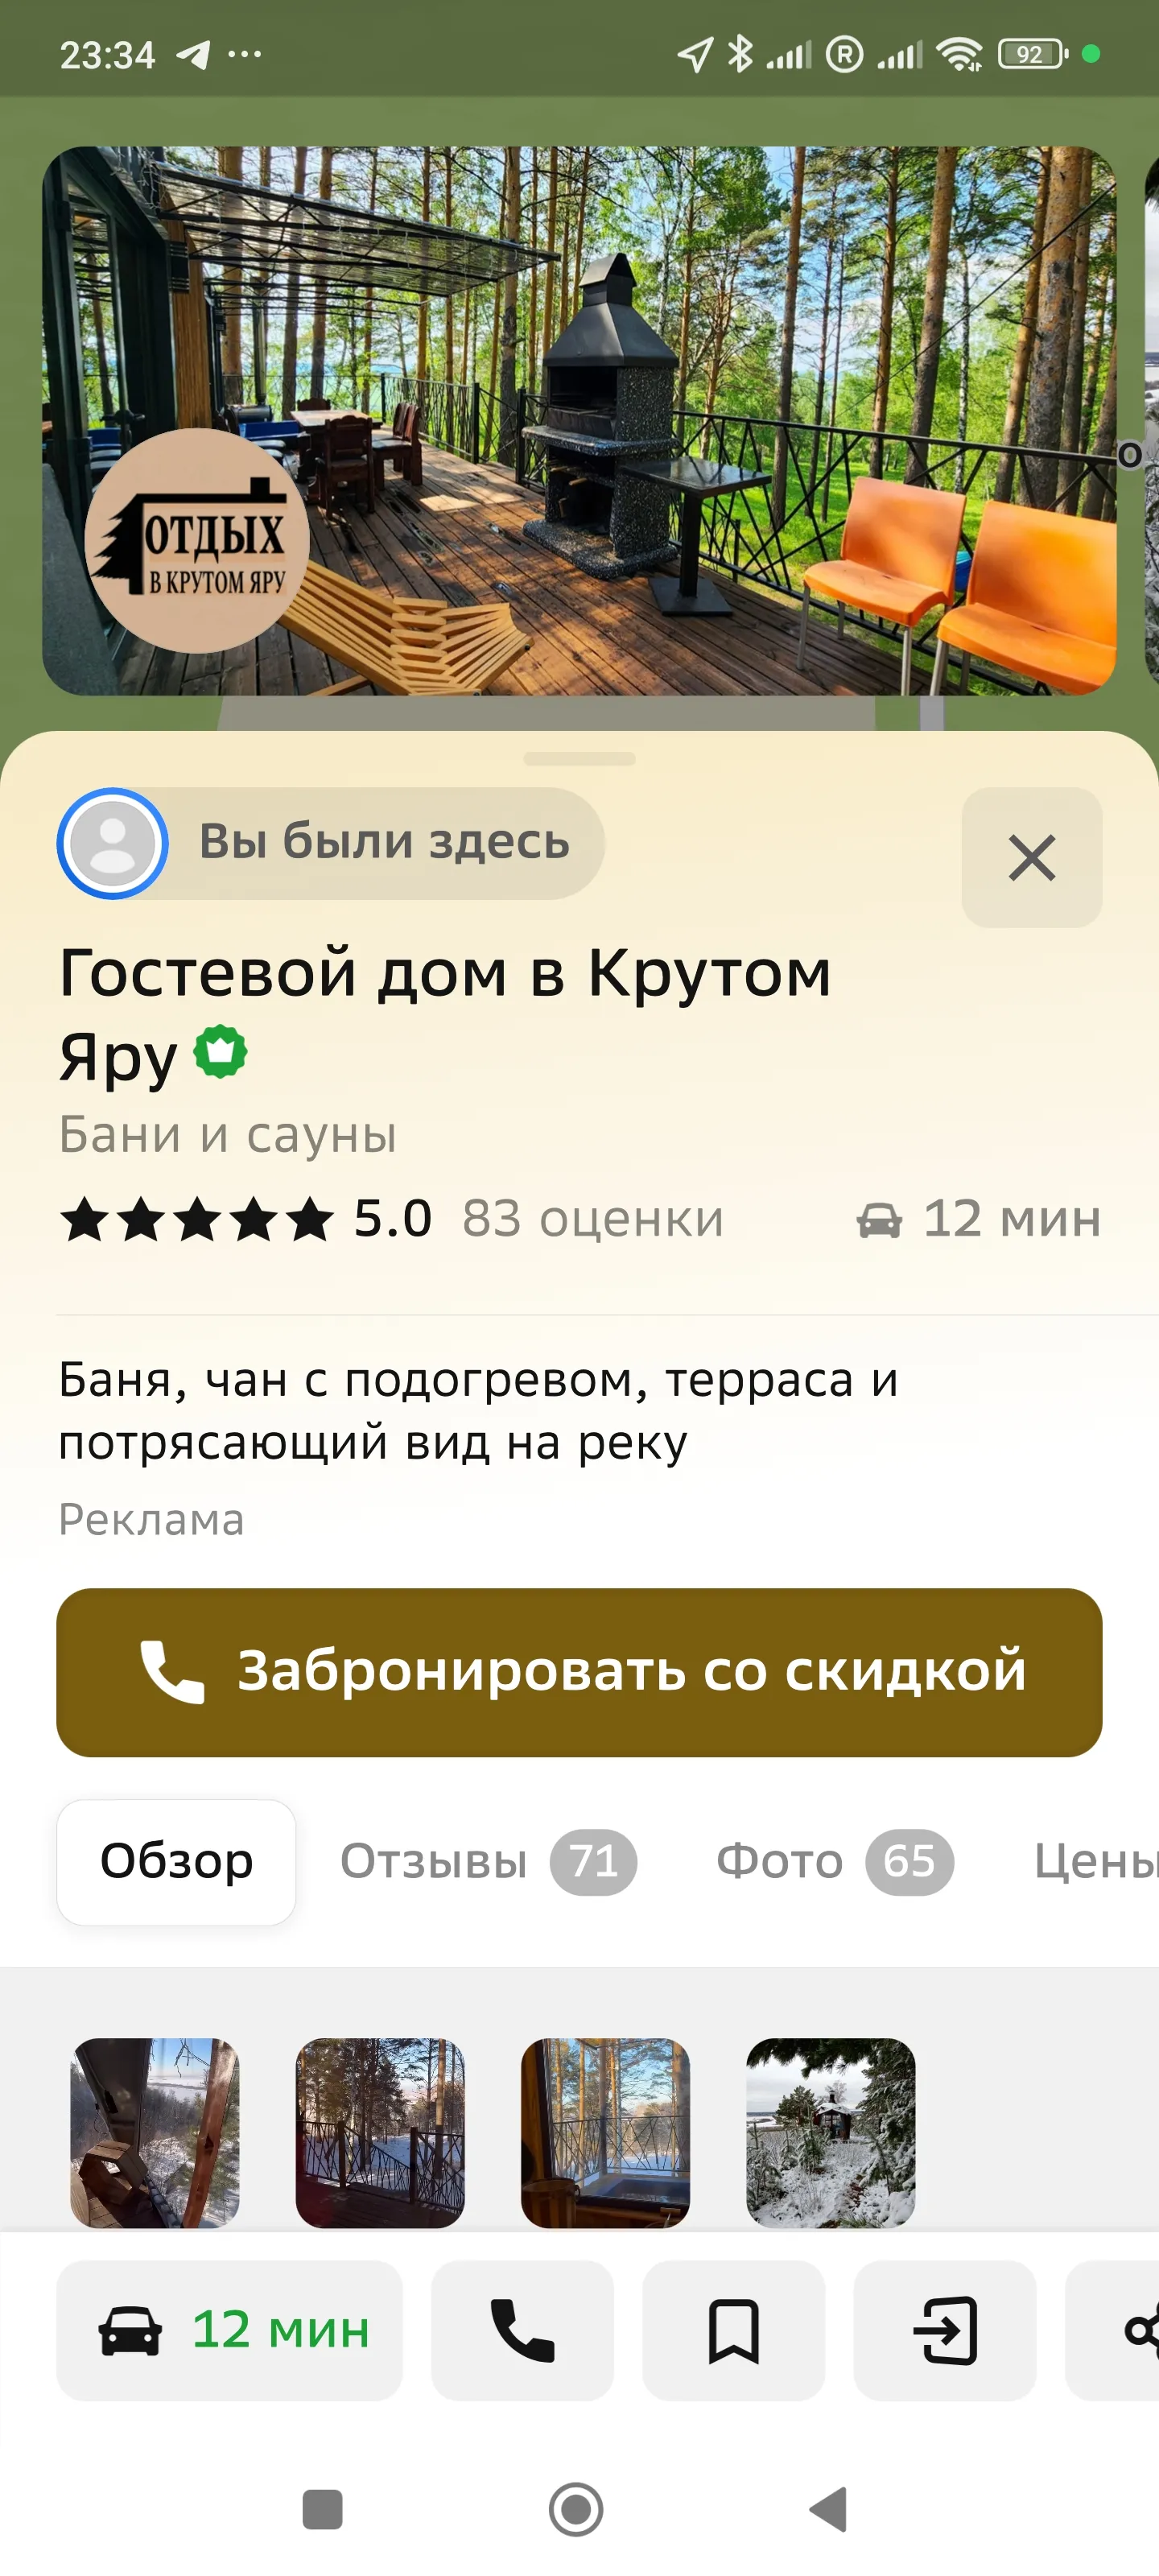 23:34
92
ОТДЫХ
В КРУТОМ ЯРУ
о
Вы были здесь
Гостевой дом в Крутом
Яру
Бани и сауны
5.0 83 оценки 12 мин
Баня, чан с подогревом, терраса и
потрясающий вид на реку
Реклама
Забронировать со скидкой
Обзор Отзывы 71 Фото 65 Цены
12 мин